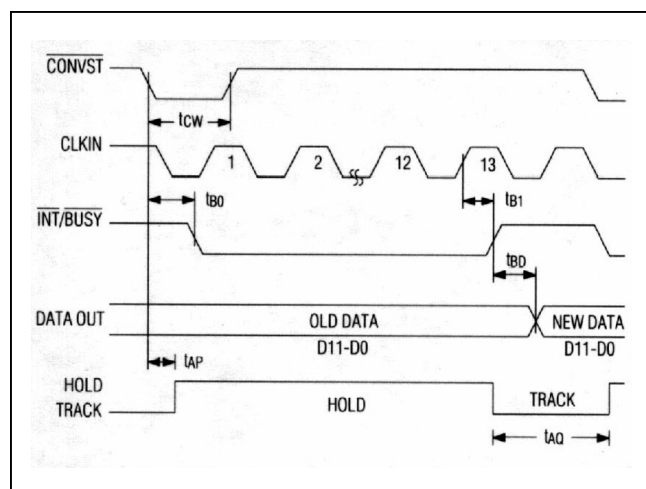 CONVST
tCW
CLKIN 1 2 12 13
tB0 tB1
INT/BUSY
tBD
DATA OUT OLD DATA NEW DATA
D11-D0 D11-D0
tAP
HOLD
TRACK HOLD TRACK
tAQ